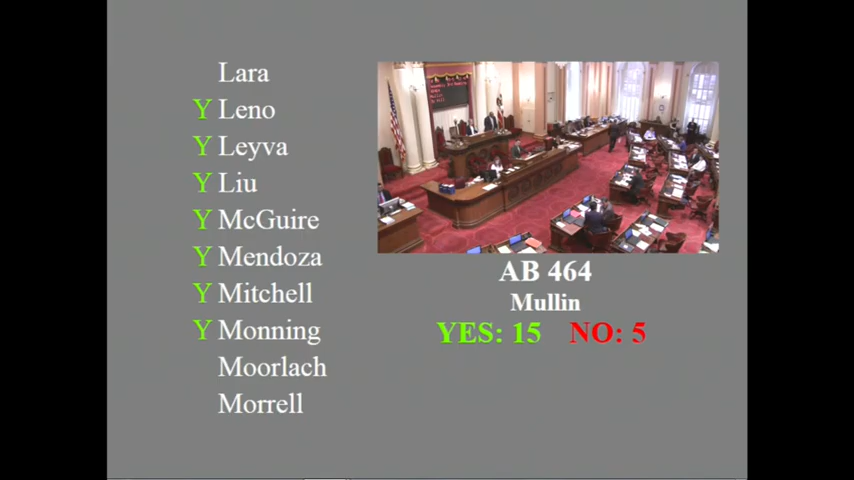 Lara
Y Leno
Y Leyva
Y Liu
Y McGuire
Y Mendoza
Y Mitchell
Y Monning
Moorlach
Morrell
AB 464
Mullin
YES: 15 NO: 5